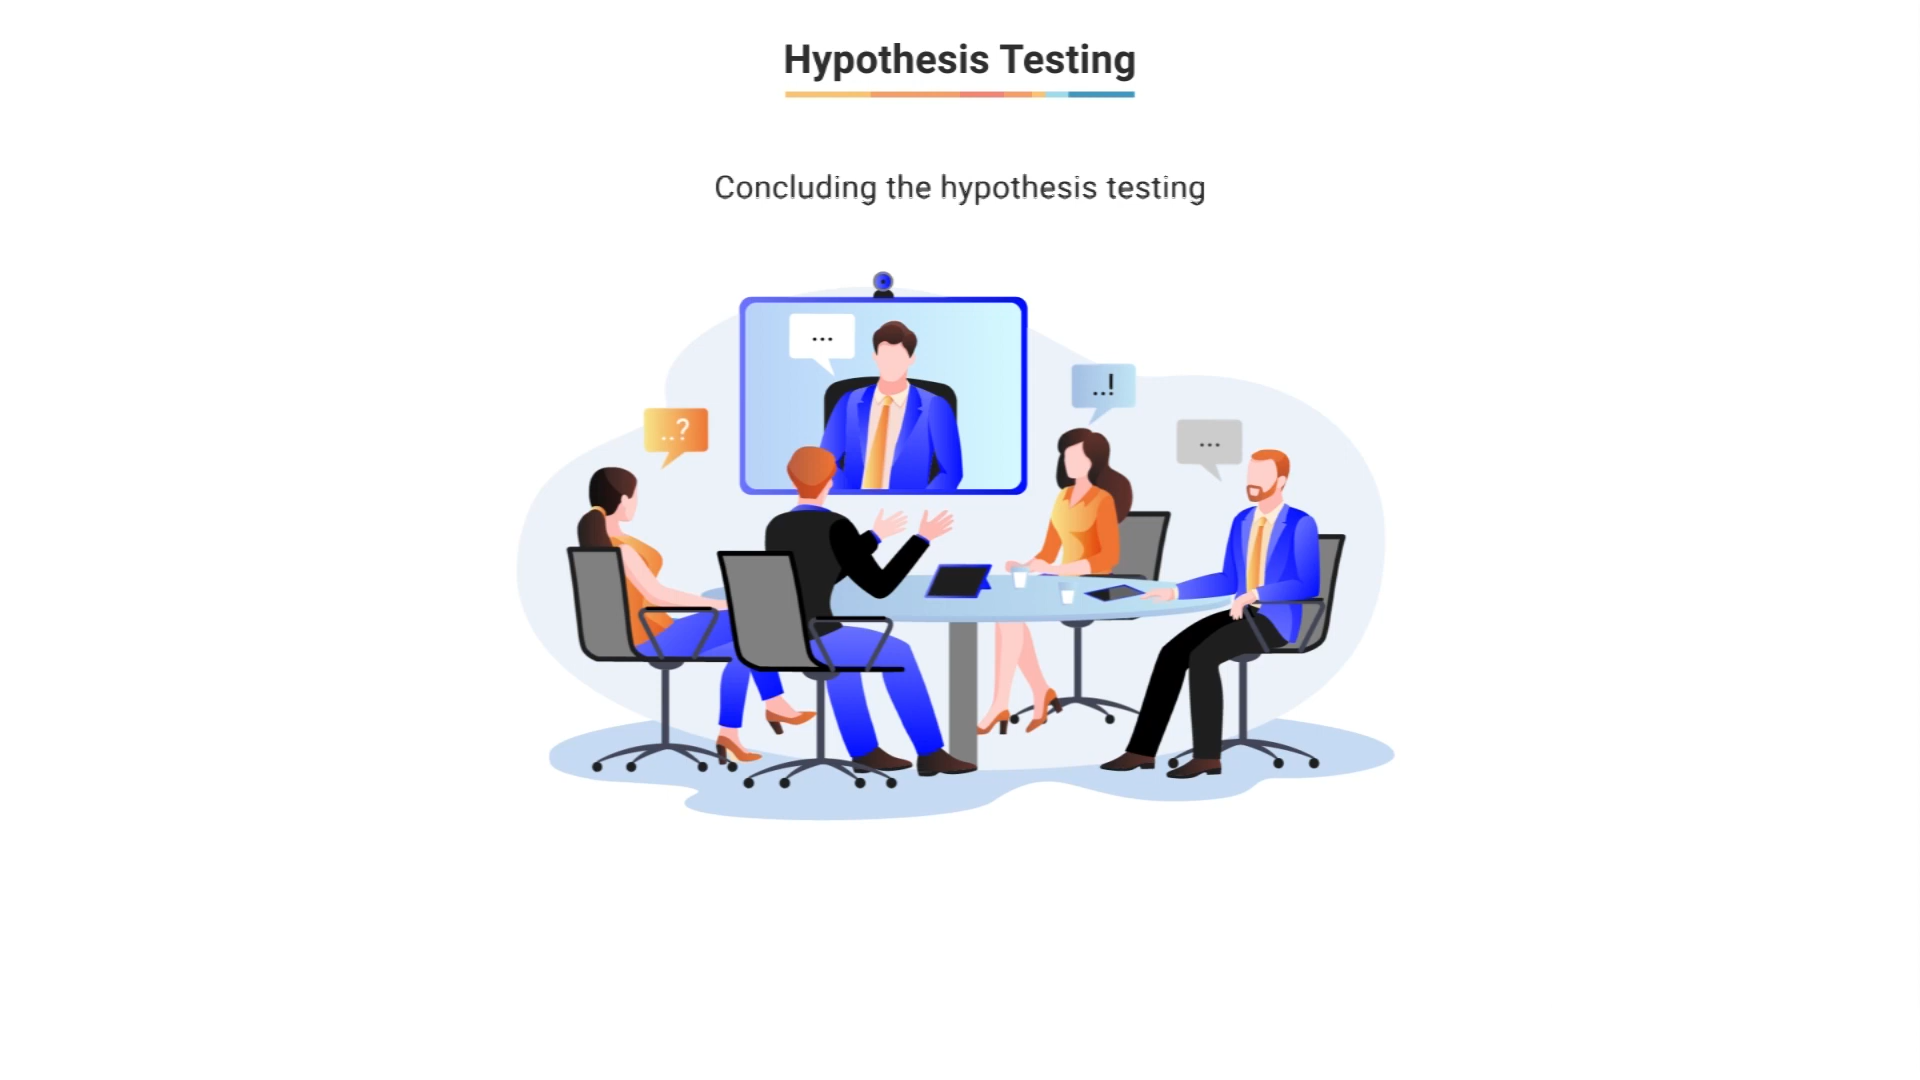 Hypothesis Testing
Concluding the hypothesis testing
...
..!
..?
...